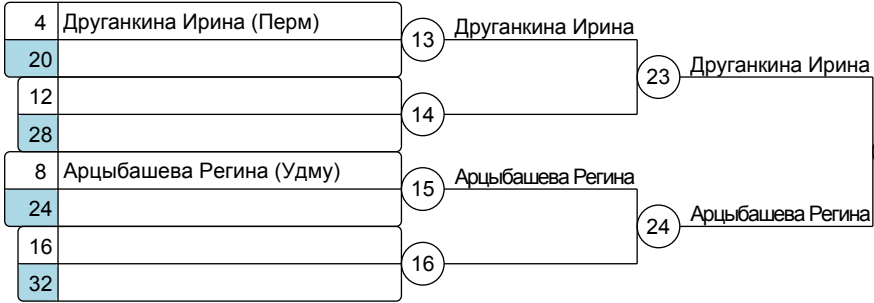 4 Друганкина Ирина (Перм)
13 Друганкина Ирина
20
23 Друганкина Ирина
12
14
28
8 Арцыбашева Регина (Удму)
15 Арцыбашева Регина
24
24 Арцыбашева Регина
16
16
32